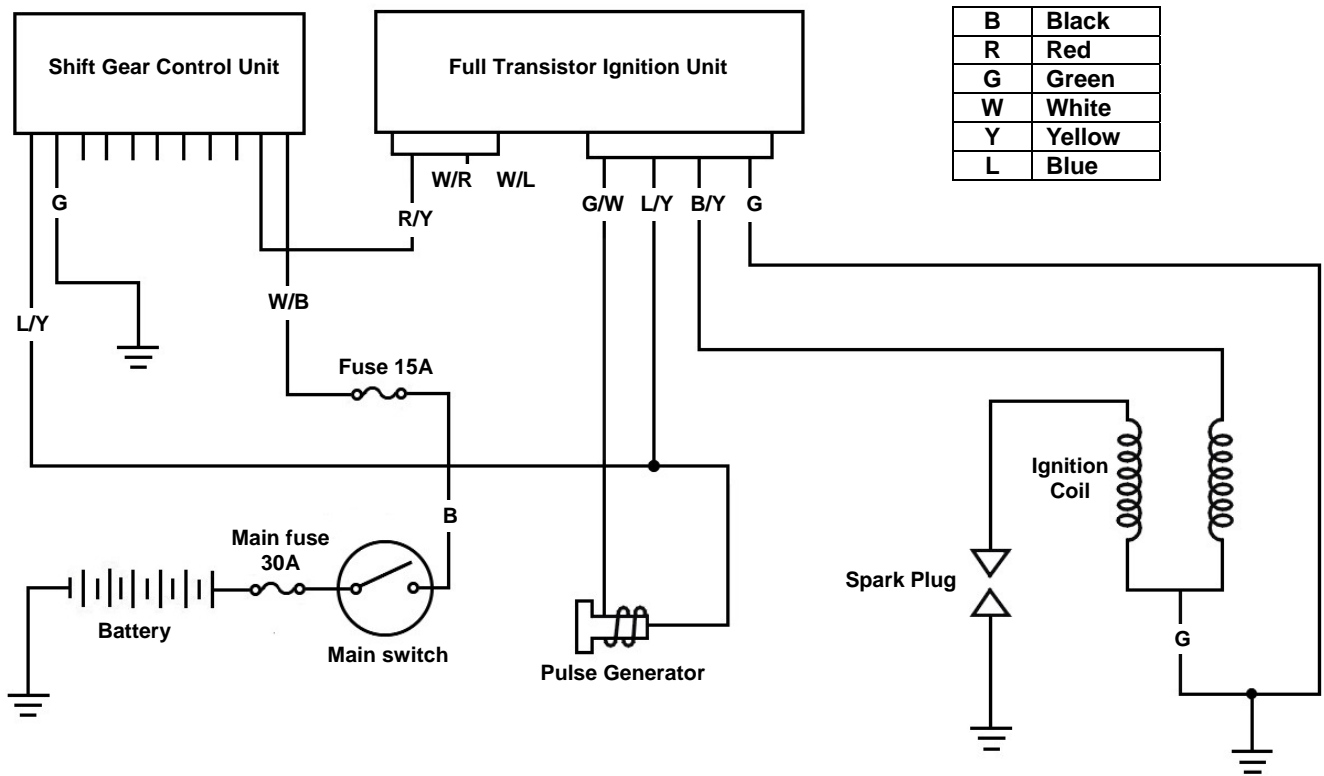 Shift Gear Control Unit
Full Transistor Ignition Unit
B Black
R Red
G Green
W White
Y Yellow
L Blue
W/R W/L
G R/Y G/W L/Y B/Y G
W/B
L/Y
Fuse 15A
Ignition
Coil
B
Main fuse
30A
Spark Plug
Battery
Main switch
Pulse Generator
G